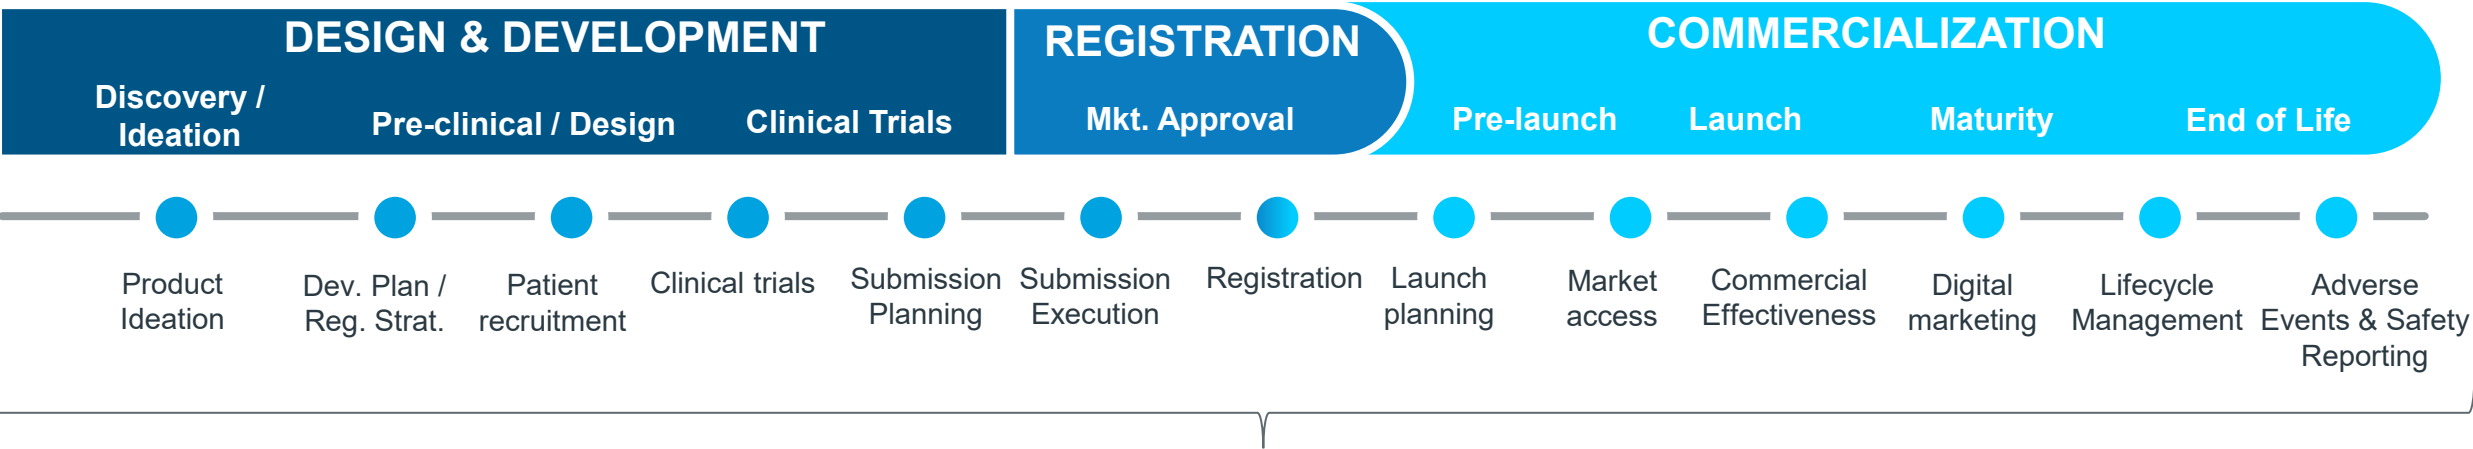 DESIGN & DEVELOPMENT
Discovery /
Ideation
Pre-clinical / Design
Clinical Trials
REGISTRATION
Mkt. Approval
COMMERCIALIZATION
Pre-launch
Launch
Maturity
End of Life
Product
Ideation
Dev. Plan /
Reg. Strat.
Patient
recruitment
Clinical trials
Submission
Planning
Submission
Execution
Registration
Launch
planning
Market
access
Commercial
Effectiveness
Digital
marketing
Lifecycle
Management
Adverse
Events & Safety
Reporting